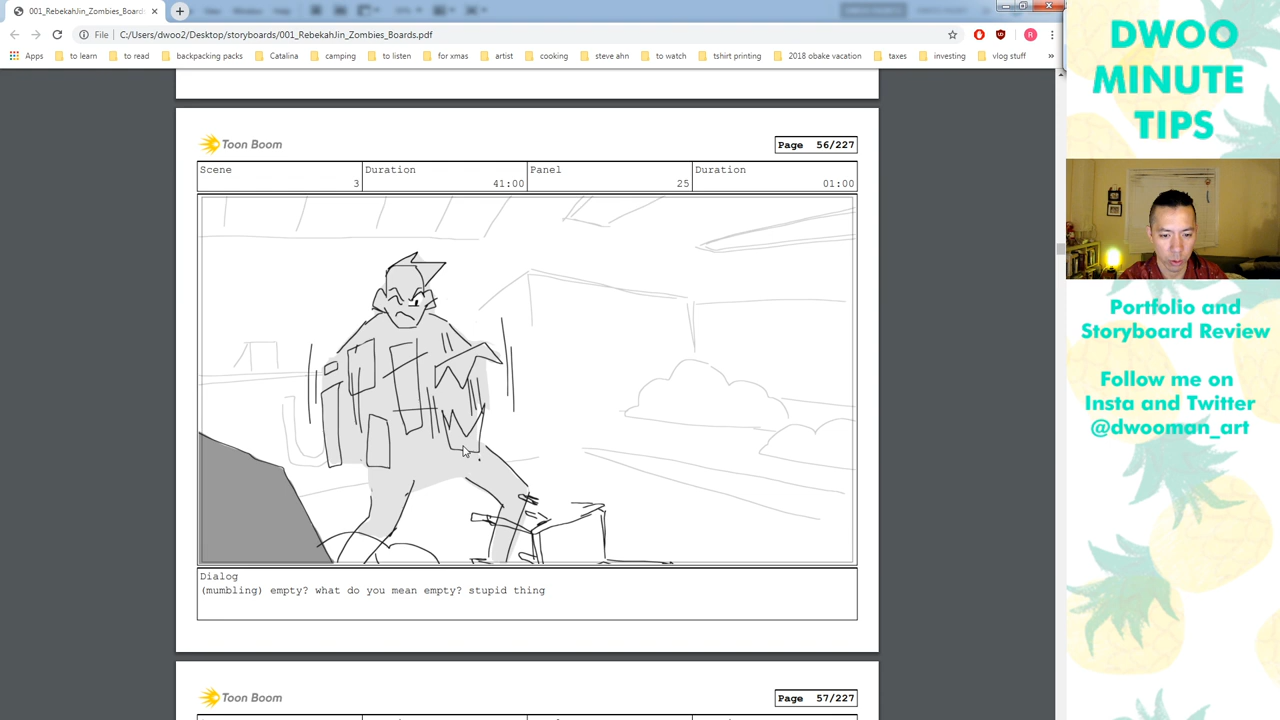 001_RebekahJin_Zombies_Board
File
C:/Users/dwoo2/Desktop/storyboards/001_RebekahJin_Zombies_Boards.pdf
R
Apps to learn to read backpacking packs Catalina camping to listen for xmas artist cooking steve ahn to watch tshirt printing 2018 obake vacation taxes investing vlog stuff »
DWOO
MINUTE
TIPS
Toon Boom
Page 56/227
Scene Duration Panel Duration
3 41:00 25 01:00
Dialog
(mumbling) empty? what do you mean empty? stupid thing
Toon Boom
Page 57/227
Portfolio and
Storyboard Review
Follow me on
Insta and Twitter
@dwooman_art